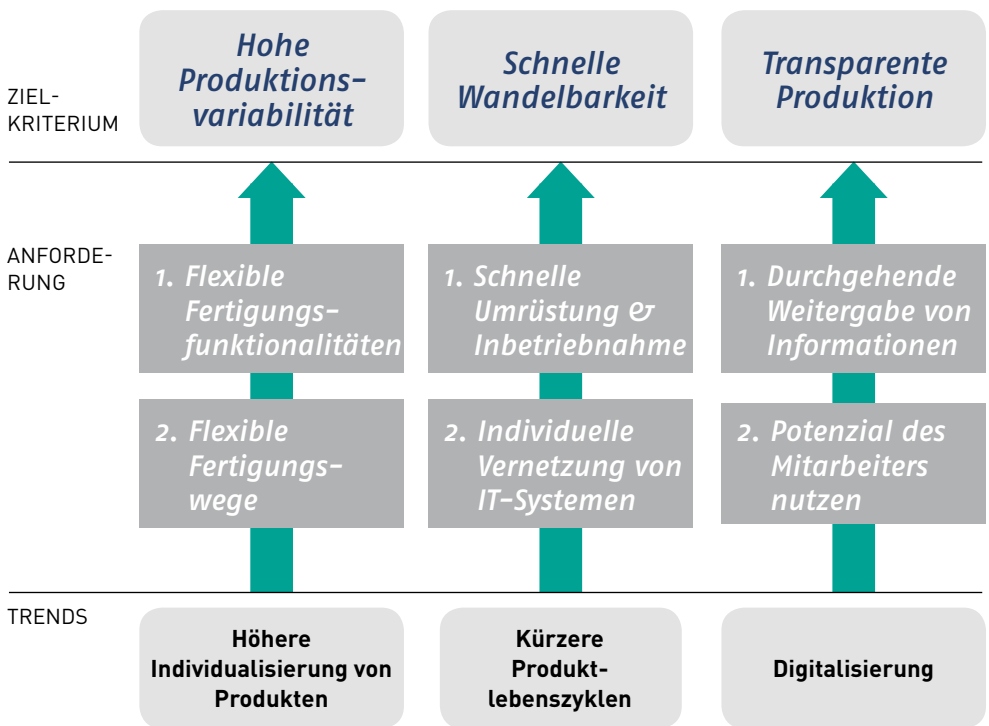 ZIEL-
KRITERIUM
Hohe
Produktions-
variabilität
Schnelle
Wandelbarkeit
Transparente
Produktion
ANFORDE-
RUNG
1. Flexible
Fertigungs-
funktionalitäten
1. Schnelle
Umrüstung &
Inbetriebnahme
1. Durchgehende
Weitergabe von
Informationen
2. Flexible
Fertigungs-
wege
2. Individuelle
Vernetzung von
IT-Systemen
2. Potenzial des
Mitarbeiters
nutzen
TRENDS
Höhere
Individualisierung von
Produkten
Kürzere
Produkt-
lebenszyklen
Digitalisierung